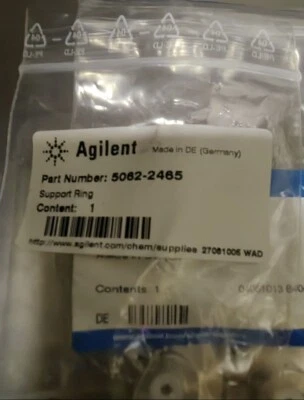 Agilent
Made in DE (Germany)
Part Number: 5062-2465
Support Ring
Content: 1
http://www.agilent.com/chem/supplies 27061006 WAD
Contents 1
DE